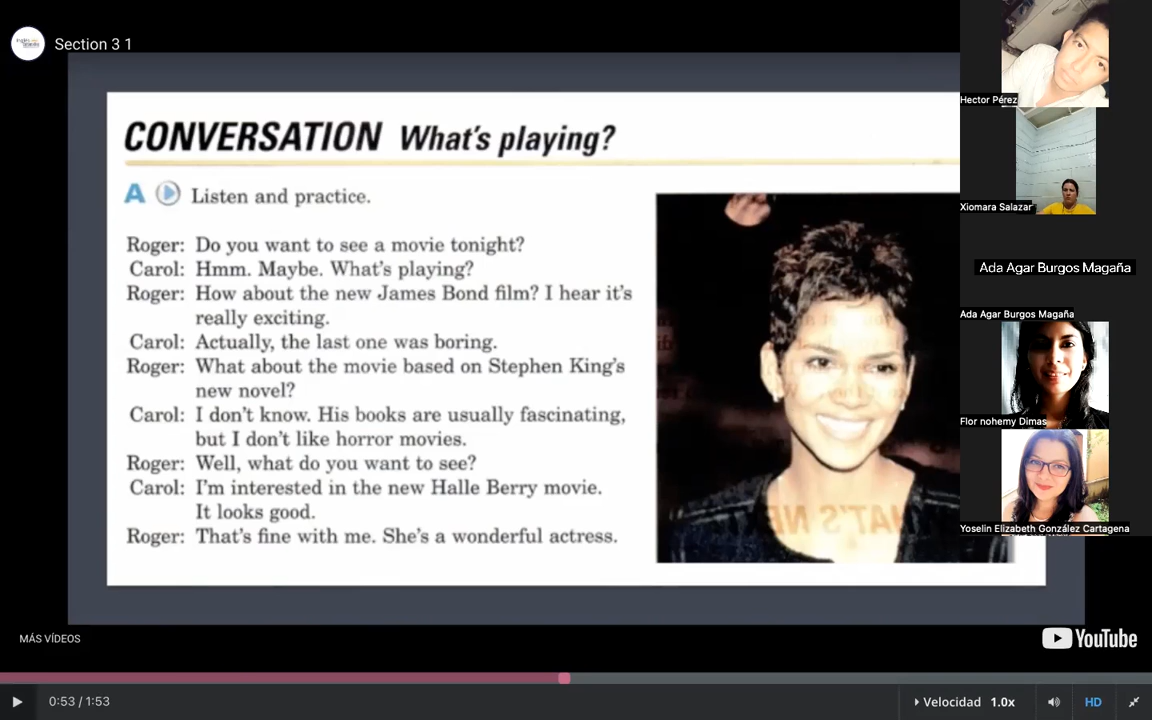 Section 3 1
CONVERSATION What's playing?
A Listen and practice.
Roger: Do you want to see a movie tonight?
Carol: Hmm. Maybe. What's playing?
Roger: How about the new James Bond film? I hear it's
really exciting.
Carol: Actually, the last one was boring.
Roger: What about the movie based on Stephen King's
new novel?
Carol: I don't know. His books are usually fascinating,
but I don't like horror movies.
Roger: Well, what do you want to see?
Carol: I'm interested in the new Halle Berry movie.
It looks good.
Roger: That's fine with me. She's a wonderful actress.
Hector Pérez
Xiomara Salazar
Ada Agar Burgos Magaña
Ada Agar Burgos Magaña
Flor nohemy Dimas
Yoselin Elizabeth González Cartagena
MÁS VÍDEOS
YouTube
0:53 / 1:53
Velocidad 1.0x
HD